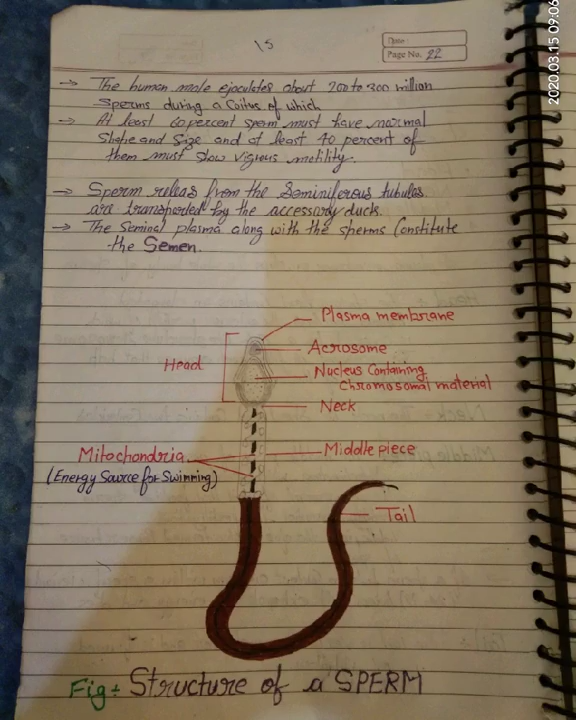 15
Date :
Page No. 22
2020.03.15 09:06
→ The human male ejaculates about 200 to 300 million
sperms during a Coitus of which
→ At least 60 percent sperm must have normal
Shape and Size and at least 40 percent of
them must show vigious motility.
→ Sperm releas from the Seminiferous tubules
are transported by the accessory ducks.
→ The Seminal plasma along with the sperms Constitute
the Semen.
Plasma membrane
Head
Acrosome
Nucleus Containing
Chromosomal material
Neck
Mitochondria
Middle piece
(Energy Source for Swimming)
Tail
Fig÷ Structure of a SPERM